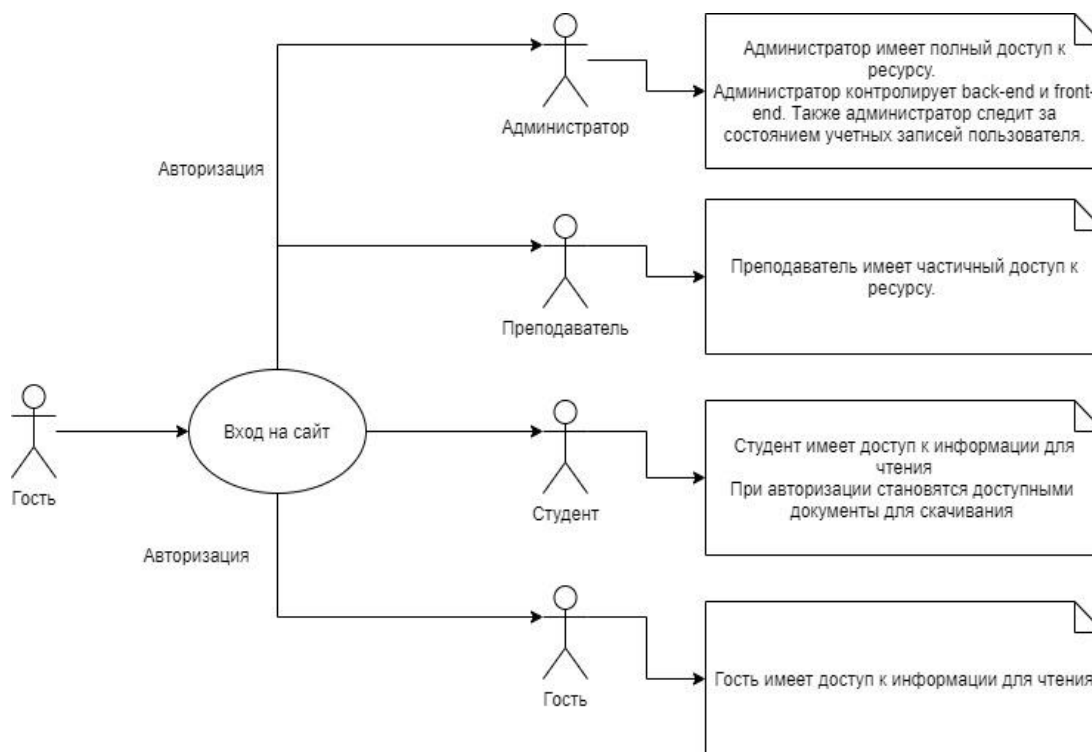 Администратор имеет полный доступ к
ресурсу.
Администратор контролирует back-end и front-
end. Также администратор следит за
состоянием учетных записей пользователя.
Администратор
Авторизация
Преподаватель имеет частичный доступ к
ресурсу.
Преподаватель
Вход на сайт
Гость
Студент имеет доступ к информации для
чтения
При авторизации становятся доступными
документы для скачивания
Студент
Авторизация
Гость имеет доступ к информации для чтения
Гость